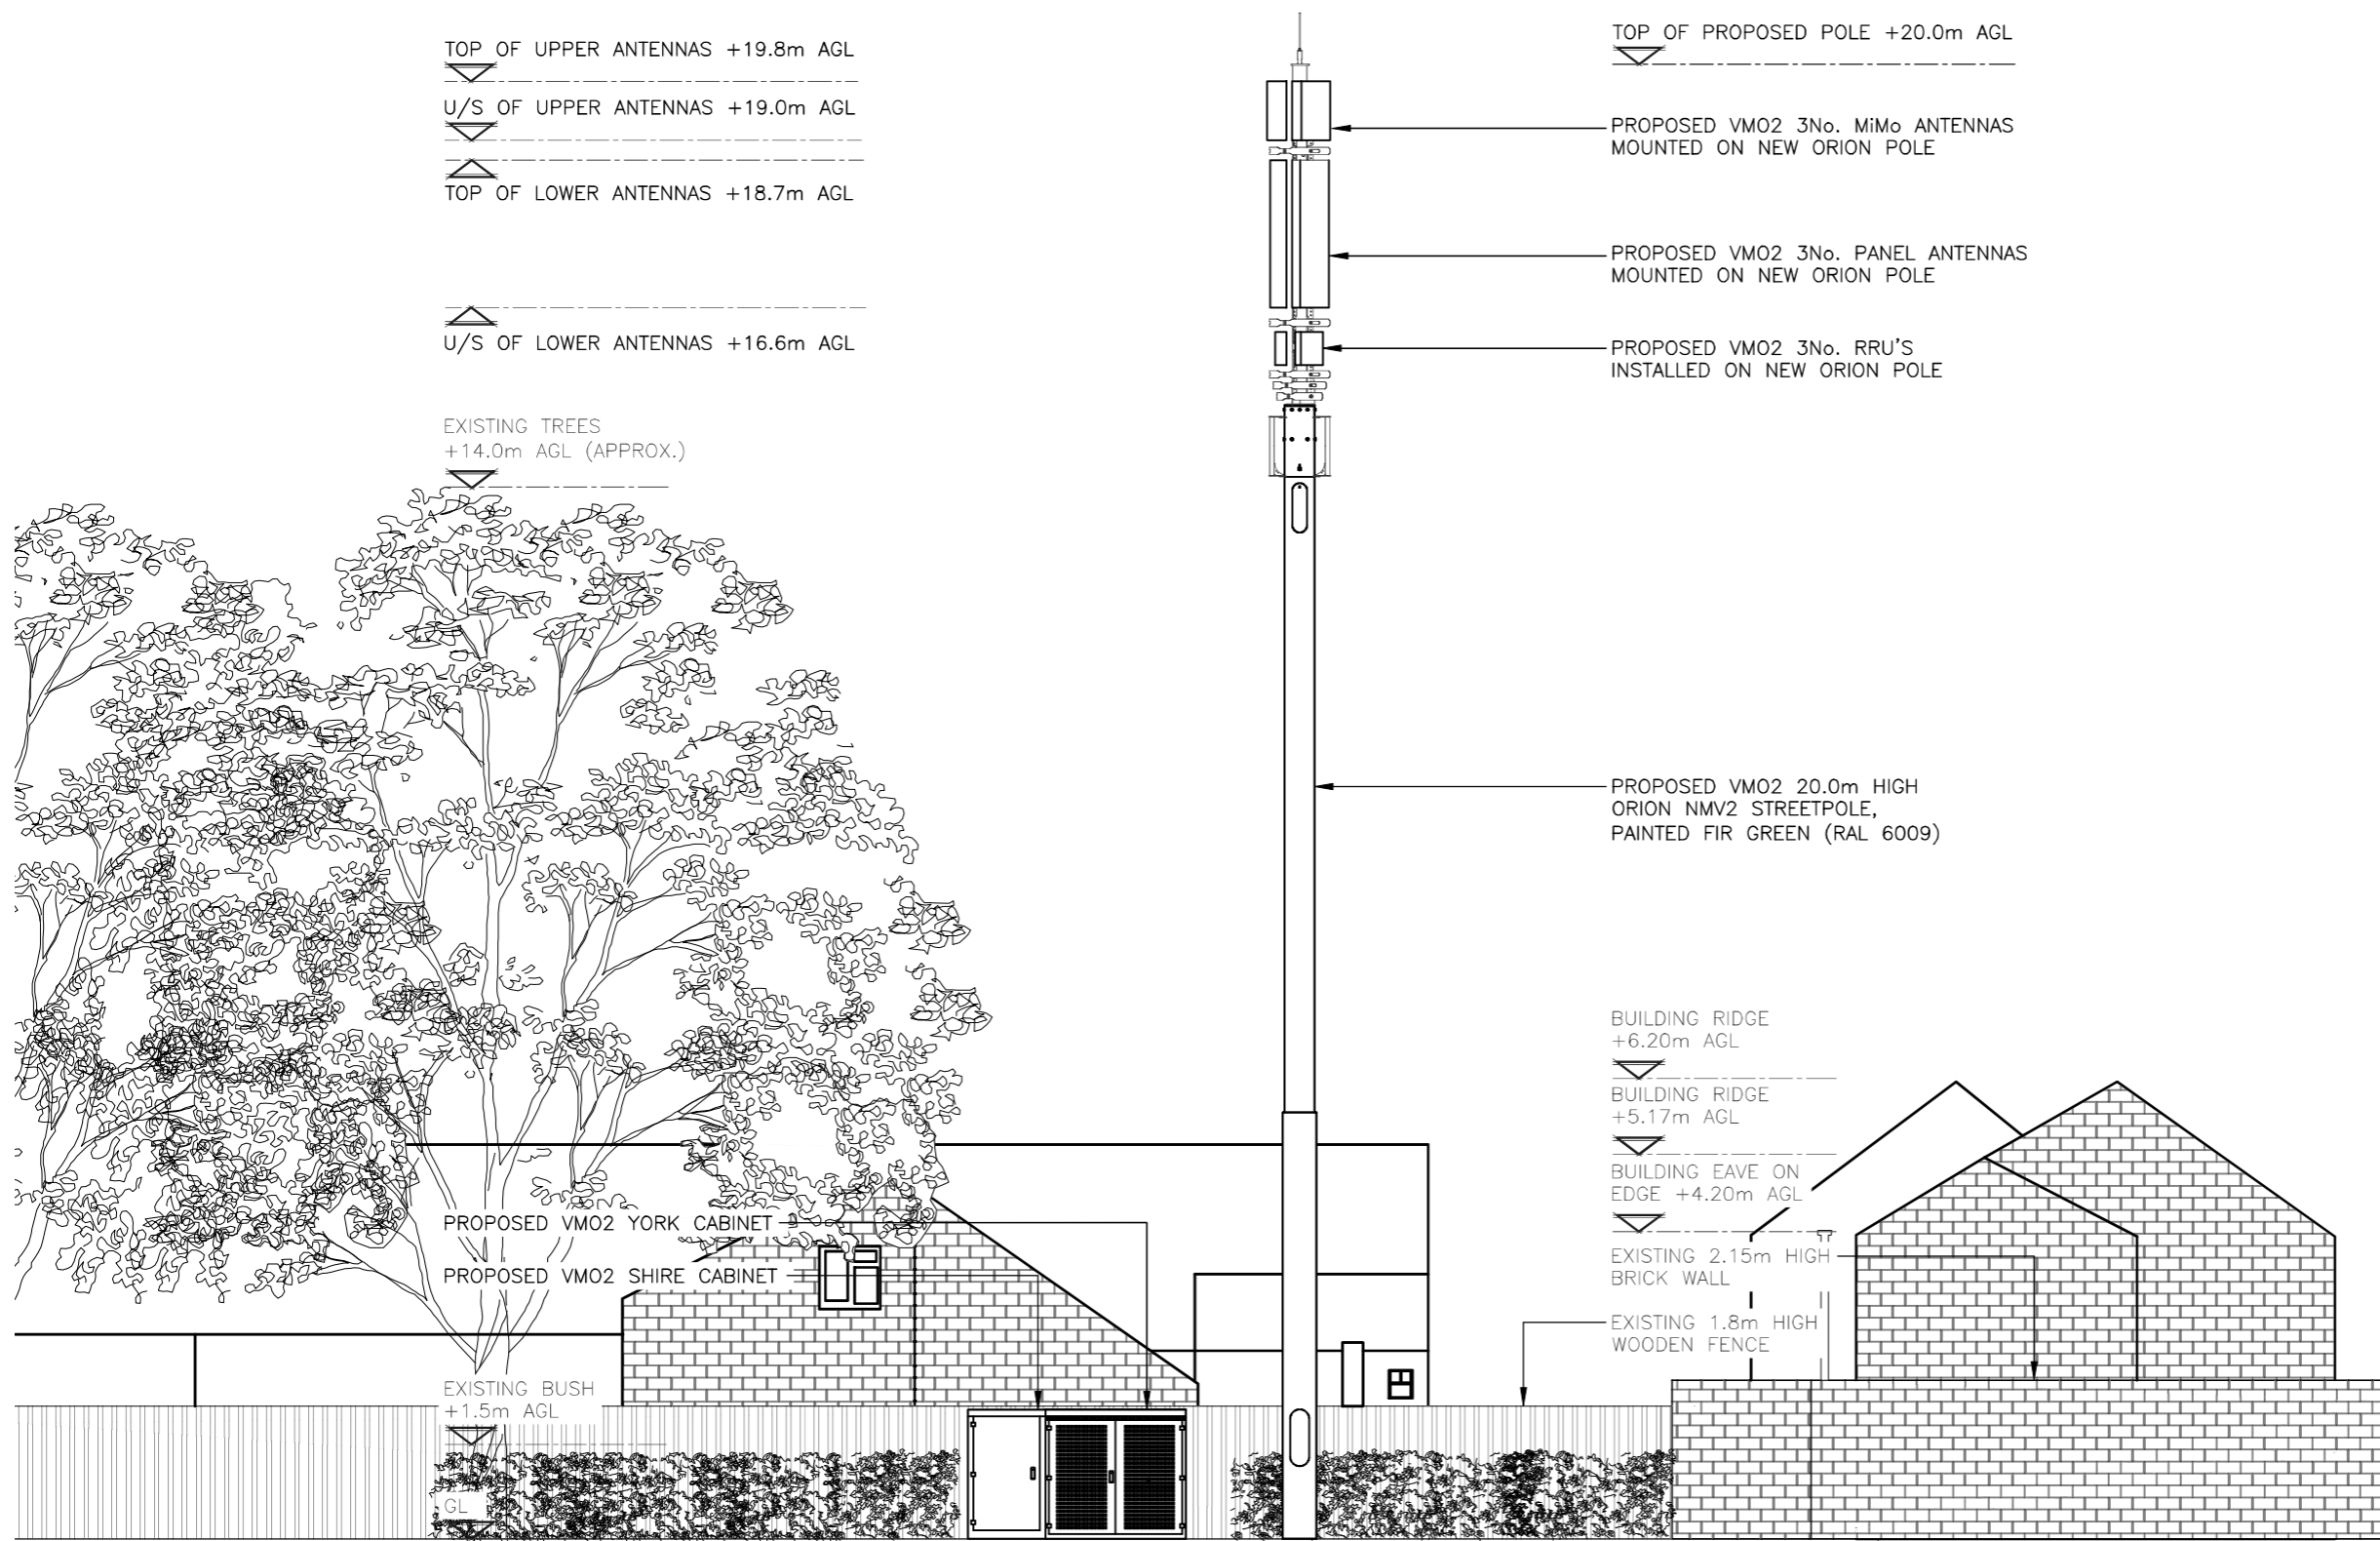 TOP OF UPPER ANTENNAS +19.8m AGL
U/S OF UPPER ANTENNAS +19.0m AGL
TOP OF LOWER ANTENNAS +18.7m AGL
U/S OF LOWER ANTENNAS +16.6m AGL
EXISTING TREES
+14.0m AGL (APPROX.)
PROPOSED VMO2 YORK CABINET
PROPOSED VMO2 SHIRE CABINET
EXISTING BUSH
+1.5m AGL
GL
TOP OF PROPOSED POLE +20.0m AGL
PROPOSED VMO2 3No. MiMo ANTENNAS
MOUNTED ON NEW ORION POLE
PROPOSED VMO2 3No. PANEL ANTENNAS
MOUNTED ON NEW ORION POLE
PROPOSED VMO2 3No. RRU'S
INSTALLED ON NEW ORION POLE
PROPOSED VMO2 20.0m HIGH
ORION NMV2 STREETPOLE,
PAINTED FIR GREEN (RAL 6009)
BUILDING RIDGE
+6.20m AGL
BUILDING RIDGE
+5.17m AGL
BUILDING EAVE ON
EDGE +4.20m AGL
EXISTING 2.15m HIGH
BRICK WALL
EXISTING 1.8m HIGH
WOODEN FENCE